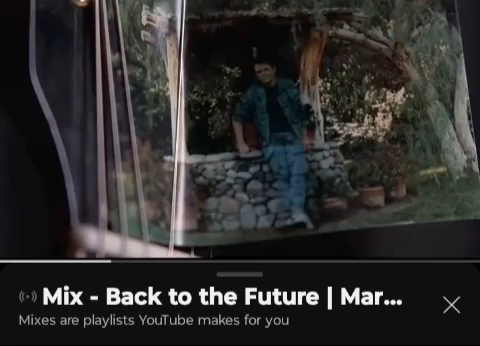 Mix - Back to the Future | Mar...
Mixes are playlists YouTube makes for you